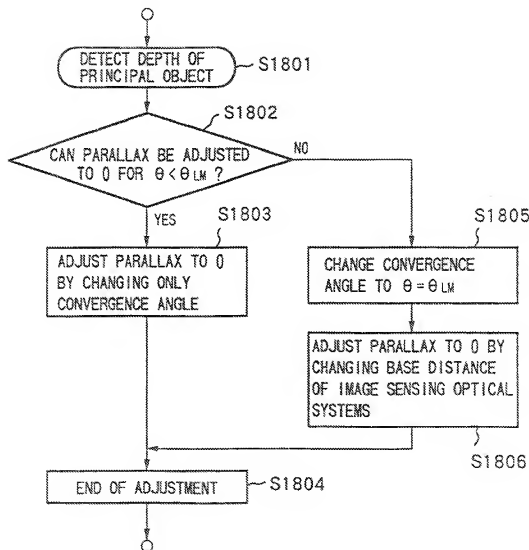 DETECT DEPTH OF
PRINCIPAL OBJECT
S1801
S1802
CAN PARALLAX BE ADJUSTED
TO 0 FOR θ<θLM ?
NO
YES
S1803
ADJUST PARALLAX TO 0
BY CHANGING ONLY
CONVERGENCE ANGLE
S1805
CHANGE CONVERGENCE
ANGLE TO θ=θLM
ADJUST PARALLAX TO 0 BY
CHANGING BASE DISTANCE
OF IMAGE SENSING OPTICAL
SYSTEMS
S1806
END OF ADJUSTMENT
S1804